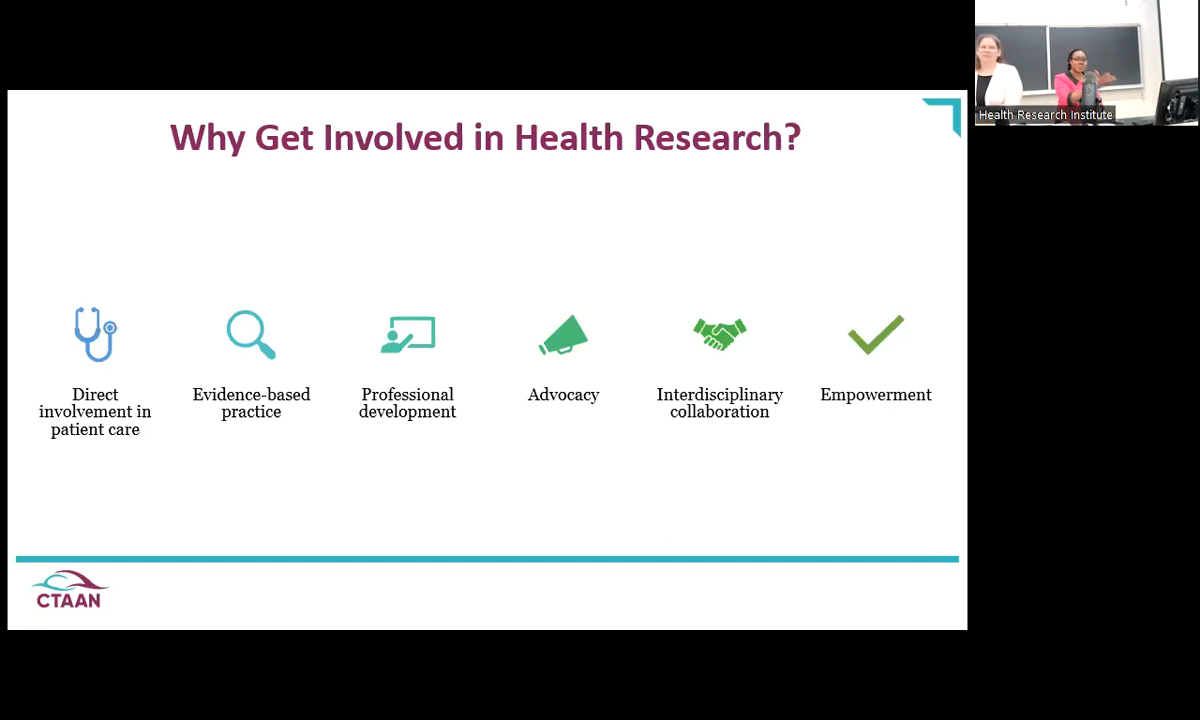 Why Get Involved in Health Research?
Health Research Institute
Direct
involvement in
patient care
Evidence-based
practice
Professional
development
Advocacy
Interdisciplinary
collaboration
Empowerment
CTAAN